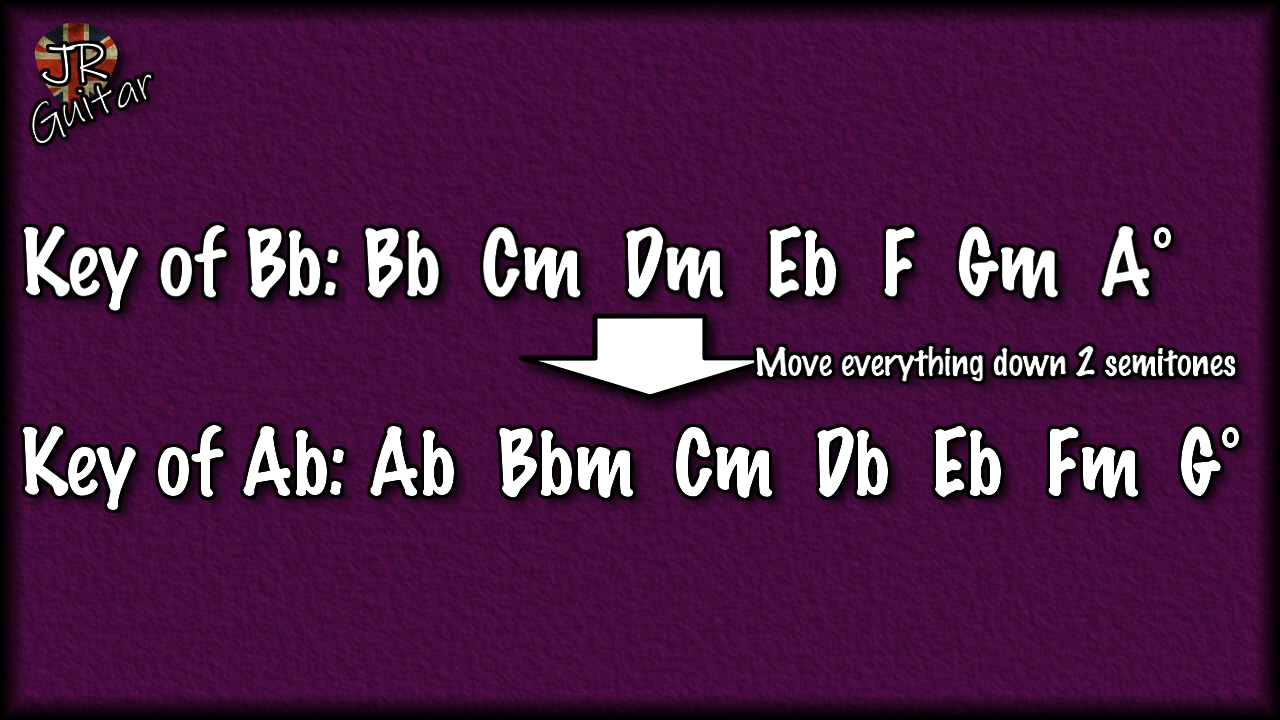 JR
Guitar
Key of Bb: Bb Cm Dm Eb F Gm A°
Move everything down 2 semitones
Key of Ab: Ab Bbm Cm Db Eb Fm G°